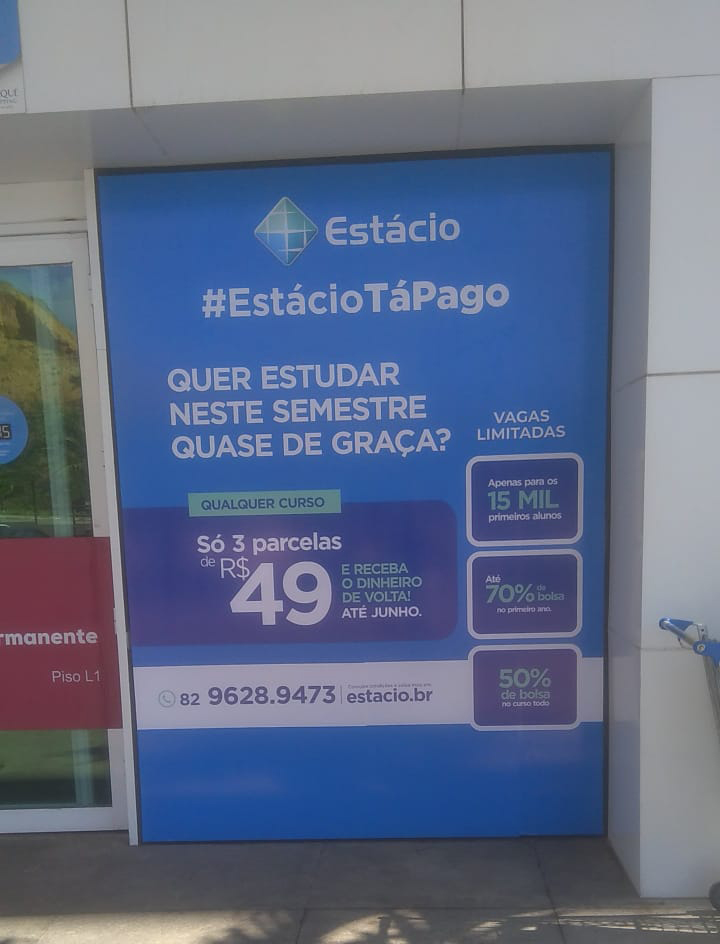 Estácio
#EstácioTáPago
QUER ESTUDAR
NESTE SEMESTRE
QUASE DE GRAÇA?
QUALQUER CURSO
Só 3 parcelas
de R$ 49
E RECEBA
O DINHEIRO
DE VOLTA!
ATÉ JUNHO.
VAGAS
LIMITADAS
Apenas para os
15 MIL
primeiros alunos
Até
70% de
bolsa
no primeiro ano.
50%
de bolsa
no curso todo
82 9628.9473
estacio.br
rmanente
Piso L1
QUE